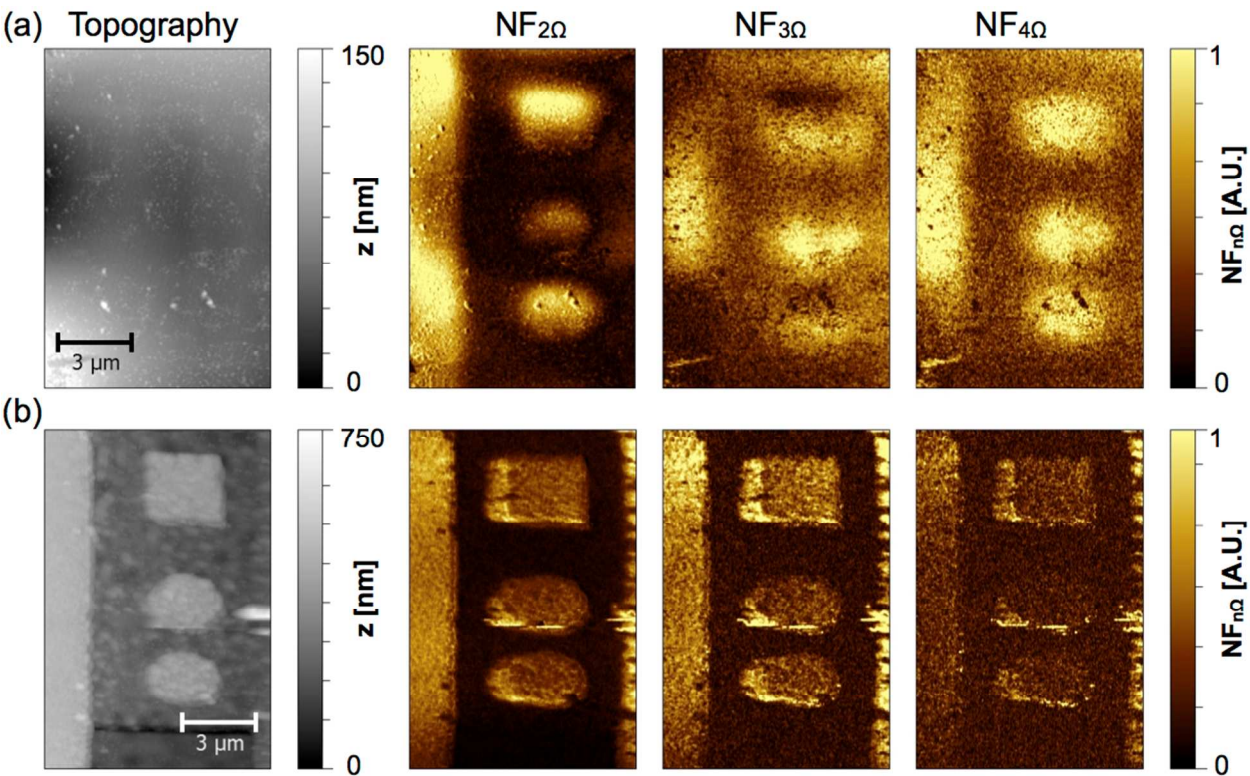 (a) Topography NF2Ω NF3Ω NF4Ω
150 1
z [nm] NFnΩ [A.U.]
3 μm
0 0
(b)
750 1
z [nm] NFnΩ [A.U.]
3 μm
0 0